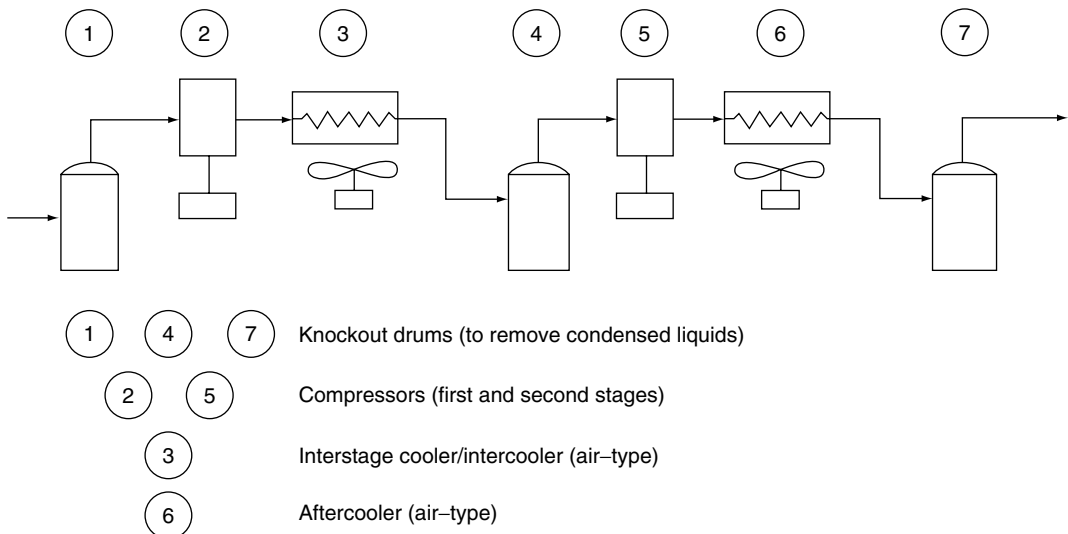 1 2 3 4 5 6 7
1 4 7 Knockout drums (to remove condensed liquids)
2 5 Compressors (first and second stages)
3 Interstage cooler/intercooler (air–type)
6 Aftercooler (air–type)